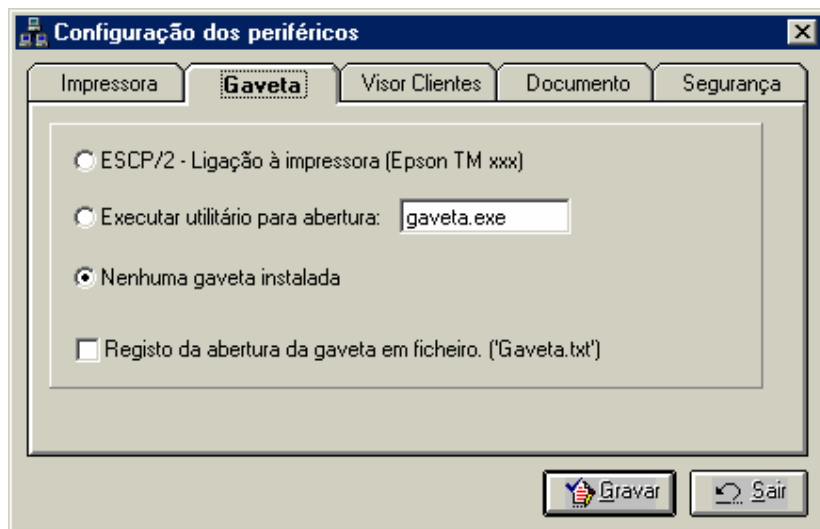 Configuração dos periféricos
Impressora Gaveta Visor Clientes Documento Segurança
ESCP/2 - Ligação à impressora (Epson TM xxx)
Executar utilitário para abertura: gaveta.exe
Nenhuma gaveta instalada
Registo da abertura da gaveta em ficheiro. ('Gaveta.txt')
Gravar Sair